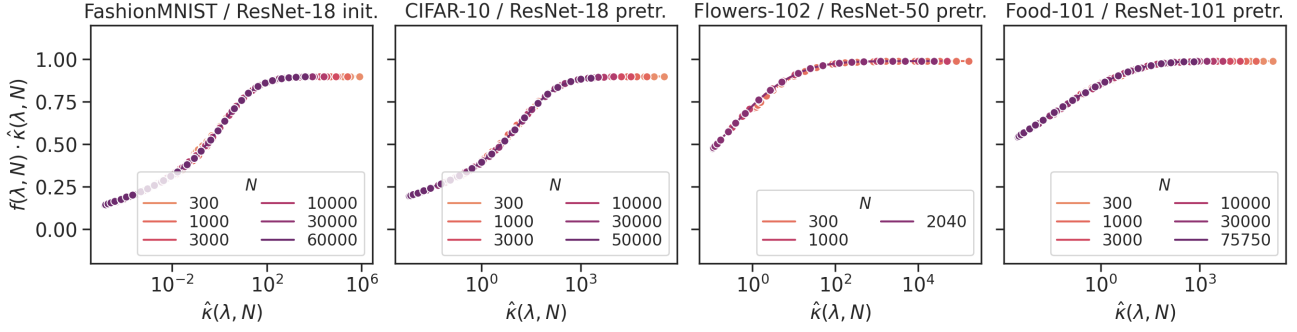 FashionMNIST / ResNet-18 init.
CIFAR-10 / ResNet-18 pretr.
Flowers-102 / ResNet-50 pretr.
Food-101 / ResNet-101 pretr.
f(λ, N) · κ̂(λ, N)
1.00
0.75
0.50
0.25
0.00
N
300
1000
3000
10000
30000
60000
10⁻²
10²
10⁶
κ̂(λ, N)
N
300
1000
3000
10000
30000
50000
10⁰
10³
κ̂(λ, N)
N
300
1000
2040
10⁰
10²
10⁴
κ̂(λ, N)
N
300
1000
3000
10000
30000
75750
10⁰
10³
κ̂(λ, N)